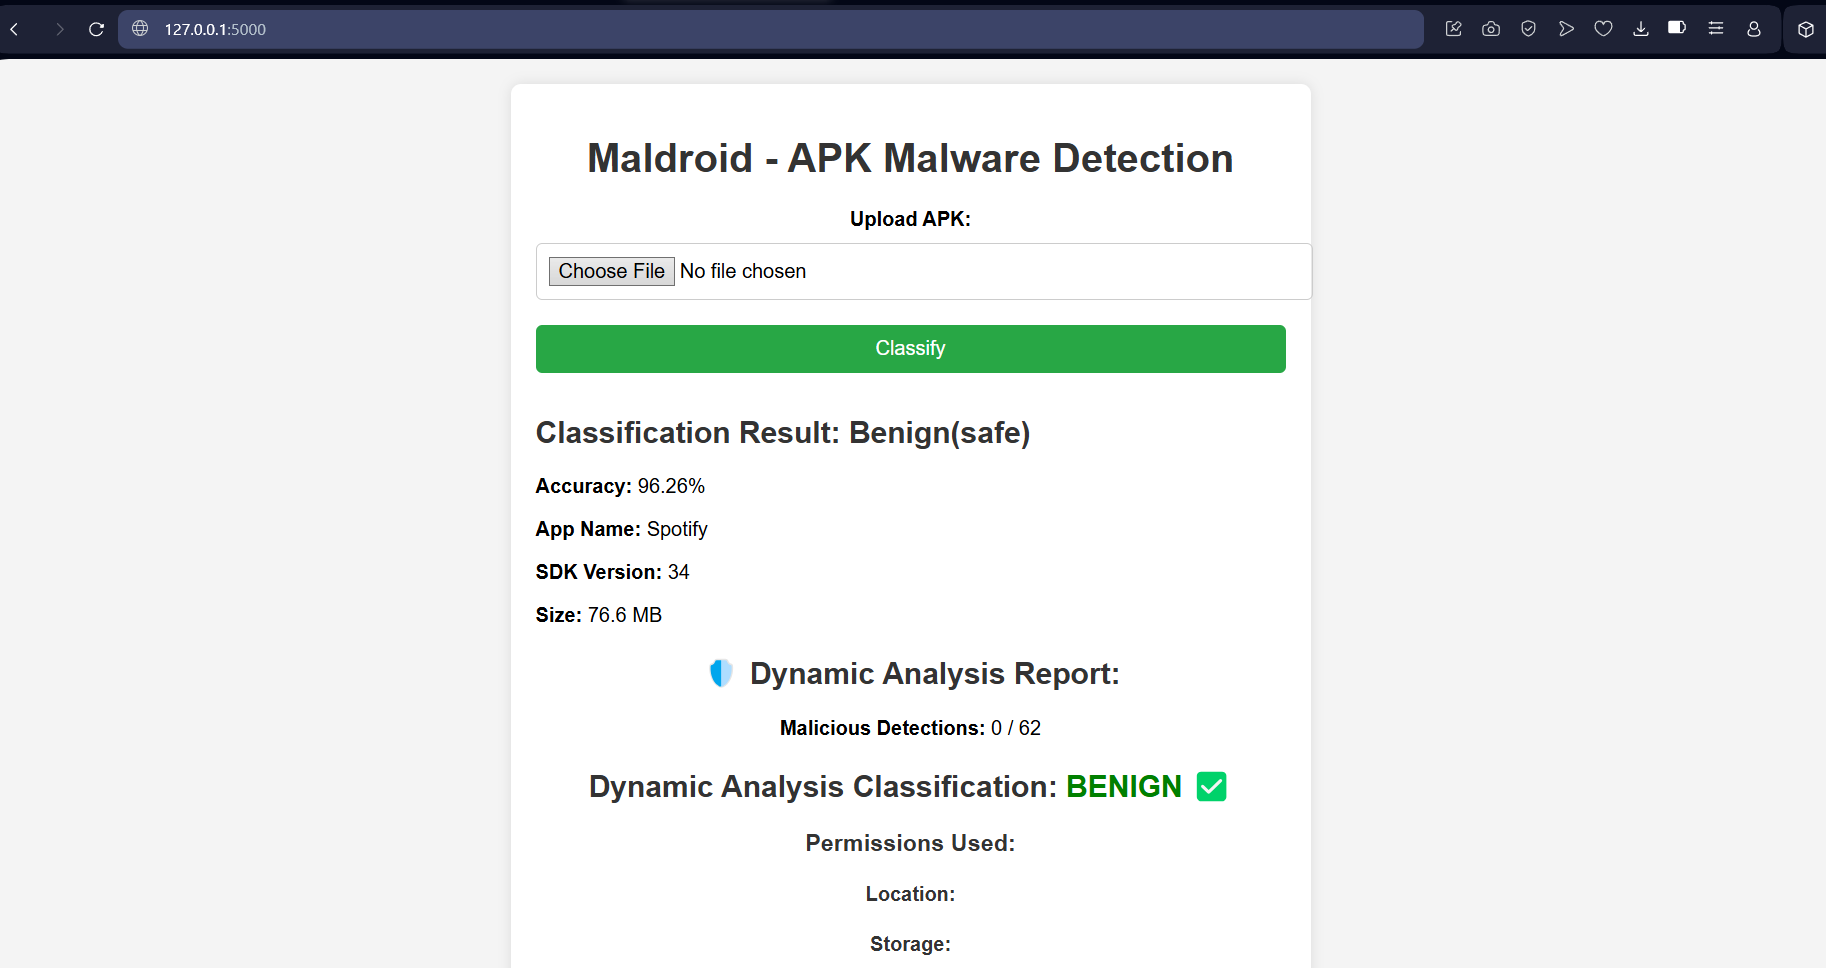 127.0.0.1:5000
Maldroid - APK Malware Detection
Upload APK:
Choose File No file chosen
Classify
Classification Result: Benign(safe)
Accuracy: 96.26%
App Name: Spotify
SDK Version: 34
Size: 76.6 MB
Dynamic Analysis Report:
Malicious Detections: 0 / 62
Dynamic Analysis Classification: BENIGN
Permissions Used:
Location:
Storage: